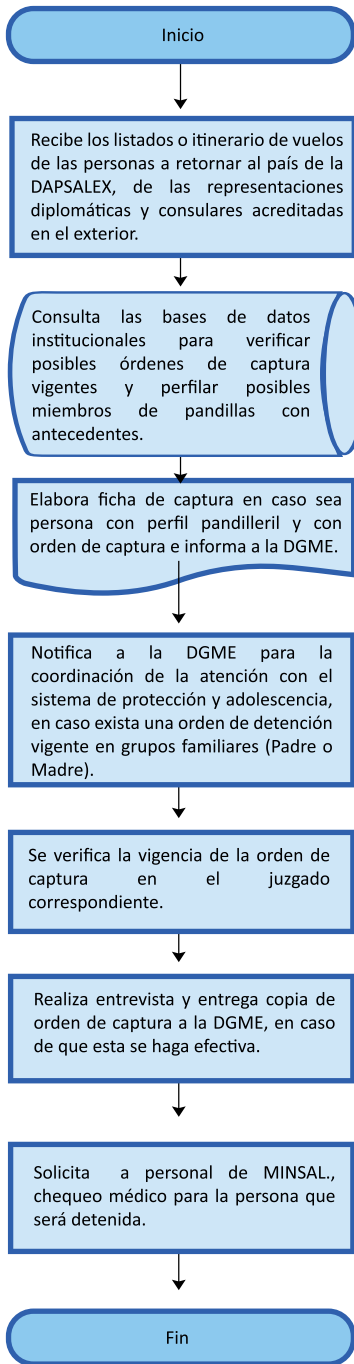 Inicio
Recibe los listados o itinerario de vuelos
de las personas a retornar al país de la
DAPSALEX, de las representaciones
diplomáticas y consulares acreditadas
en el exterior.
Consulta las bases de datos
institucionales para verificar
posibles órdenes de captura
vigentes y perfilar posibles
miembros de pandillas con
antecedentes.
Elabora ficha de captura en caso sea
persona con perfil pandilleril y con
orden de captura e informa a la DGME.
Notifica a la DGME para la
coordinación de la atención con el
sistema de protección y adolescencia,
en caso exista una orden de detención
vigente en grupos familiares (Padre o
Madre).
Se verifica la vigencia de la orden de
captura en el juzgado
correspondiente.
Realiza entrevista y entrega copia de
orden de captura a la DGME, en caso
de que esta se haga efectiva.
Solicita a personal de MINSAL.,
chequeo médico para la persona que
será detenida.
Fin